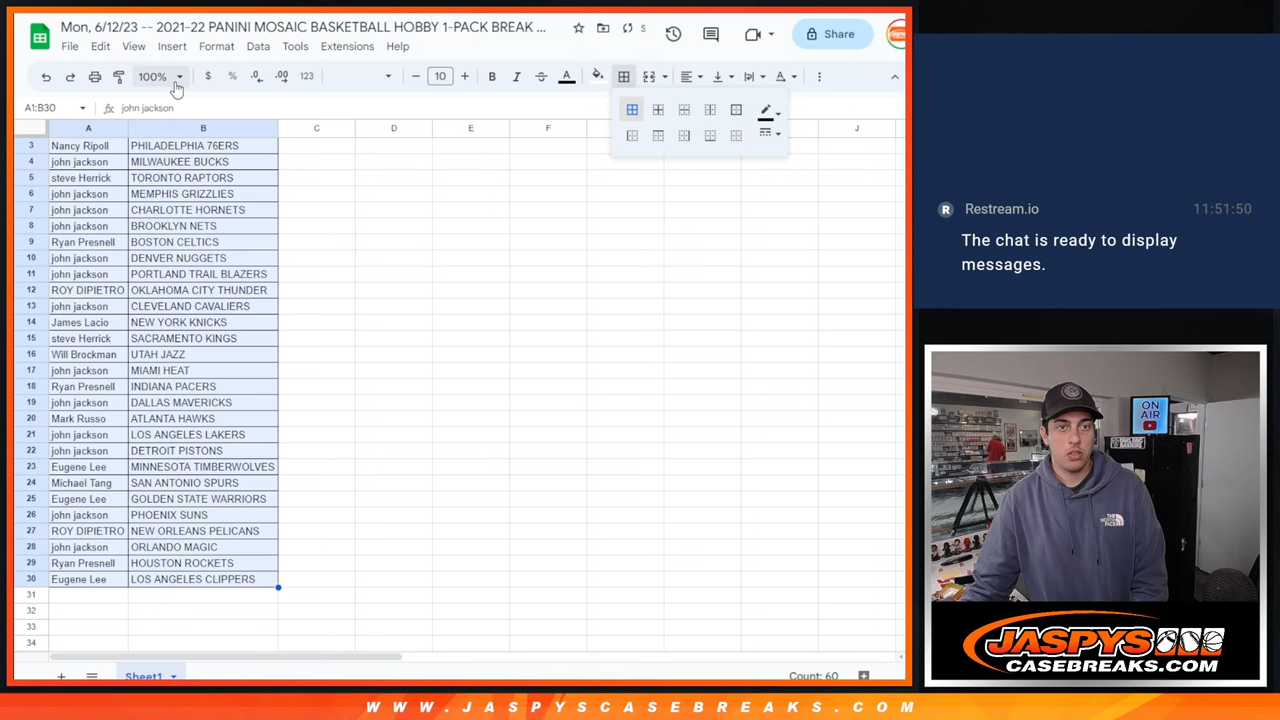 Mon, 6/12/23 -- 2021-22 PANINI MOSAIC BASKETBALL HOBBY 1-PACK BREAK ...
File Edit View Insert Format Data Tools Extensions Help
Share
100% $ % .0 .00 123 10 B I A
A1:B30 fx john jackson
A B C D E F J
3 Nancy Ripoll PHILADELPHIA 76ERS
4 john jackson MILWAUKEE BUCKS
5 steve Herrick TORONTO RAPTORS
6 john jackson MEMPHIS GRIZZLIES
7 john jackson CHARLOTTE HORNETS
8 john jackson BROOKLYN NETS
9 Ryan Presnell BOSTON CELTICS
10 john jackson DENVER NUGGETS
11 john jackson PORTLAND TRAIL BLAZERS
12 ROY DIPIETRO OKLAHOMA CITY THUNDER
13 john jackson CLEVELAND CAVALIERS
14 James Lacio NEW YORK KNICKS
15 steve Herrick SACRAMENTO KINGS
16 Will Brockman UTAH JAZZ
17 john jackson MIAMI HEAT
18 Ryan Presnell INDIANA PACERS
19 john jackson DALLAS MAVERICKS
20 Mark Russo ATLANTA HAWKS
21 john jackson LOS ANGELES LAKERS
22 john jackson DETROIT PISTONS
23 Eugene Lee MINNESOTA TIMBERWOLVES
24 Michael Tang SAN ANTONIO SPURS
25 Eugene Lee GOLDEN STATE WARRIORS
26 john jackson PHOENIX SUNS
27 ROY DIPIETRO NEW ORLEANS PELICANS
28 john jackson ORLANDO MAGIC
29 Ryan Presnell HOUSTON ROCKETS
30 Eugene Lee LOS ANGELES CLIPPERS
31
32
33
34
Sheet1
Count: 60
R Restream.io 11:51:50
The chat is ready to display
messages.
ON
AIR
THE
NORTH
FACE
JASPYS
CASEBREAKS.COM
WWW.JASPYSCASEBREAKS.COM